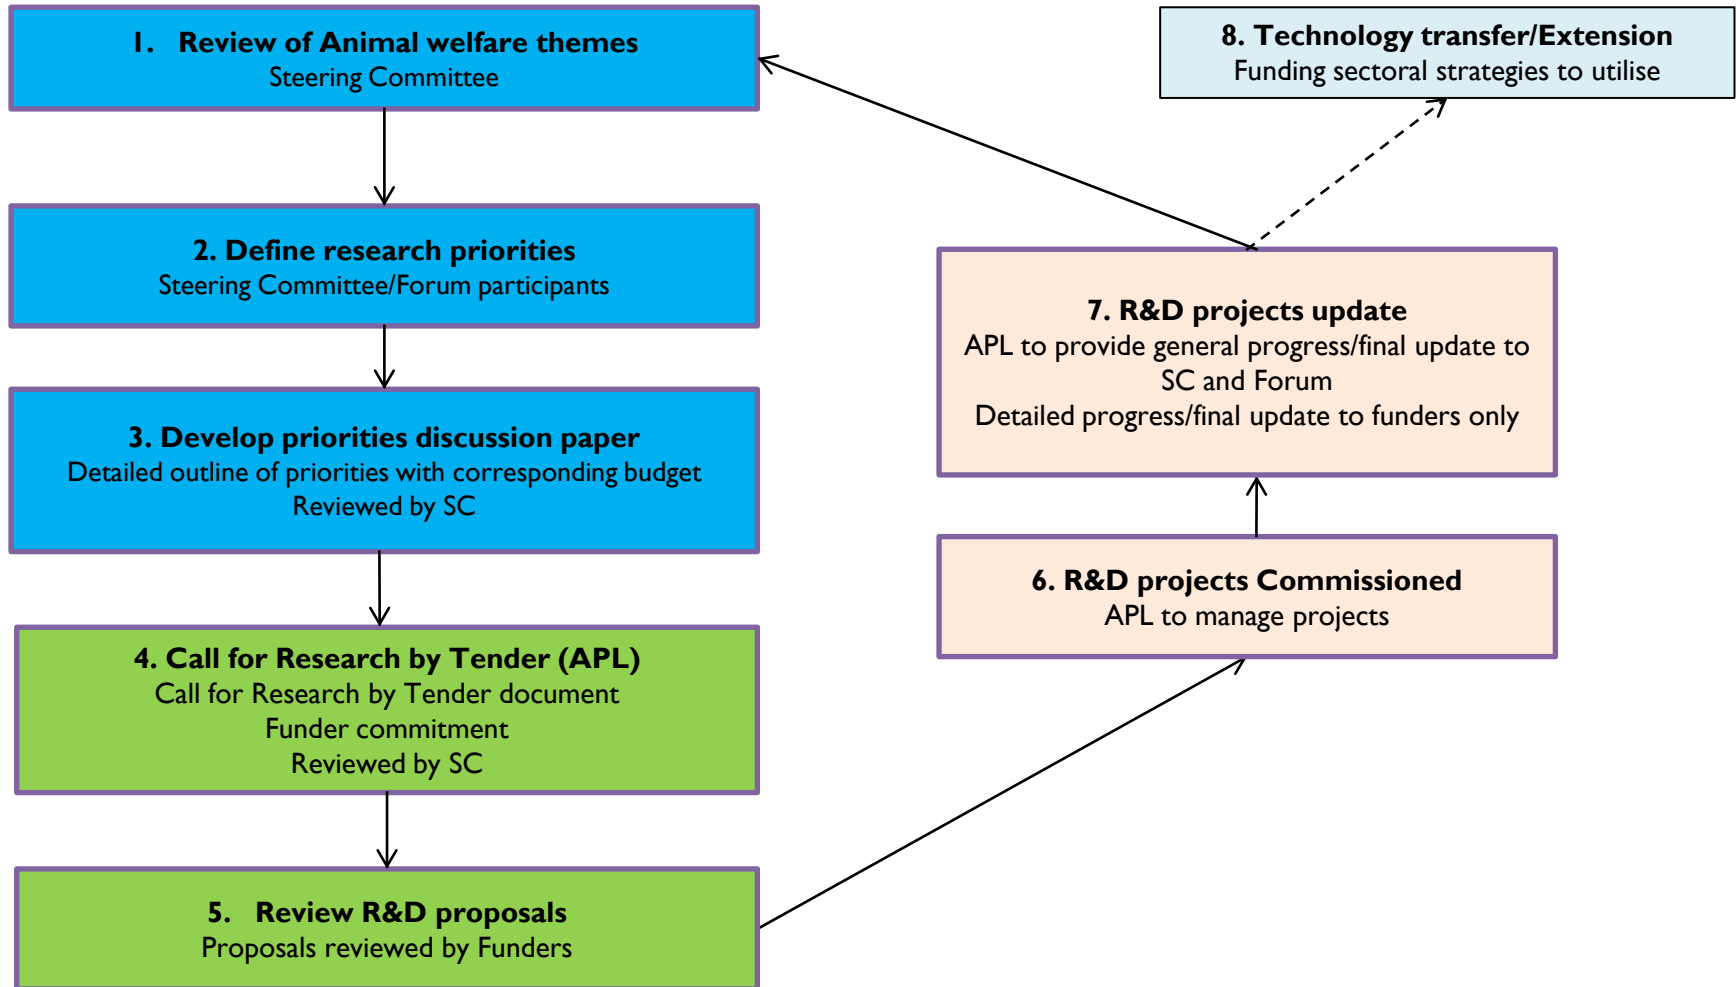 1. Review of Animal welfare themes
Steering Committee
2. Define research priorities
Steering Committee/Forum participants
3. Develop priorities discussion paper
Detailed outline of priorities with corresponding budget
Reviewed by SC
4. Call for Research by Tender (APL)
Call for Research by Tender document
Funder commitment
Reviewed by SC
5. Review R&D proposals
Proposals reviewed by Funders
6. R&D projects Commissioned
APL to manage projects
7. R&D projects update
APL to provide general progress/final update to
SC and Forum
Detailed progress/final update to funders only
8. Technology transfer/Extension
Funding sectoral strategies to utilise